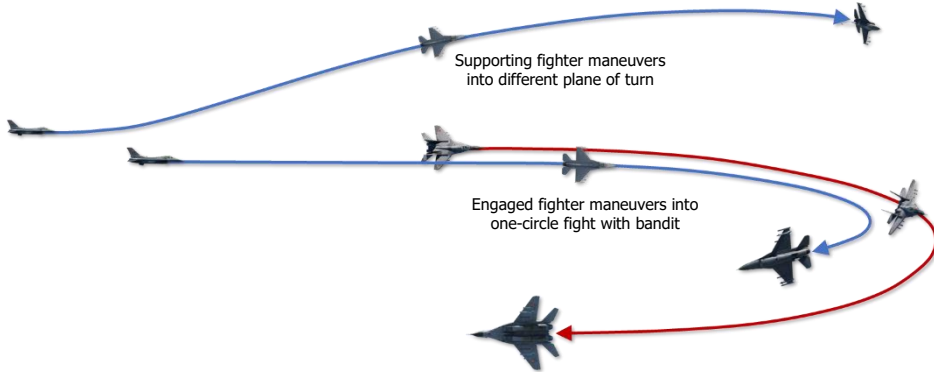 Supporting fighter maneuvers
into different plane of turn
Engaged fighter maneuvers into
one-circle fight with bandit